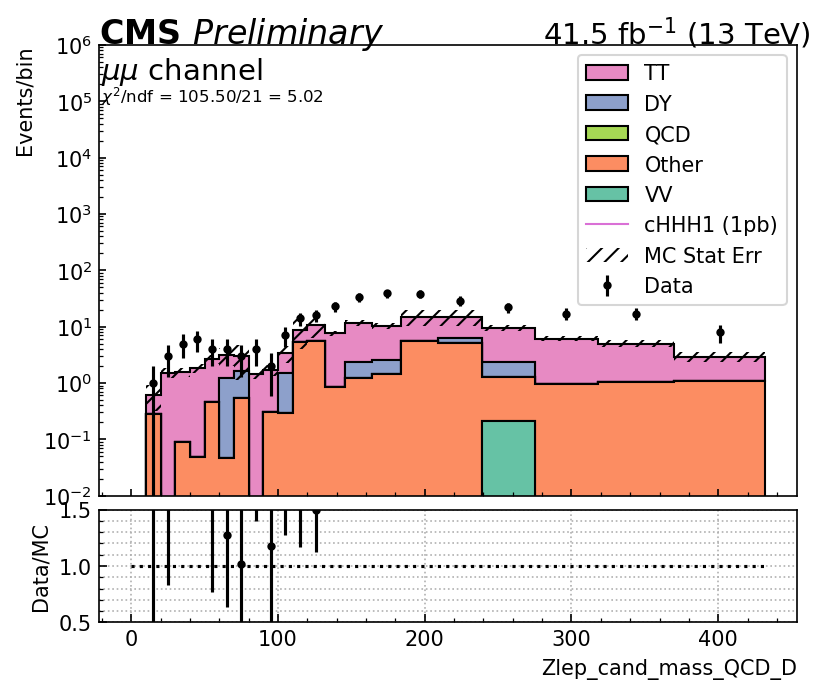 CMS Preliminary 41.5 fb⁻¹ (13 TeV)
μμ channel
χ²/ndf = 105.50/21 = 5.02
Events/bin
10⁶
10⁵
10⁴
10³
10²
10¹
10⁰
10⁻¹
10⁻²
TT
DY
QCD
Other
VV
cHHH1 (1pb)
MC Stat Err
Data
Data/MC
1.5
1.0
0.5
0 100 200 300 400
Zlep_cand_mass_QCD_D